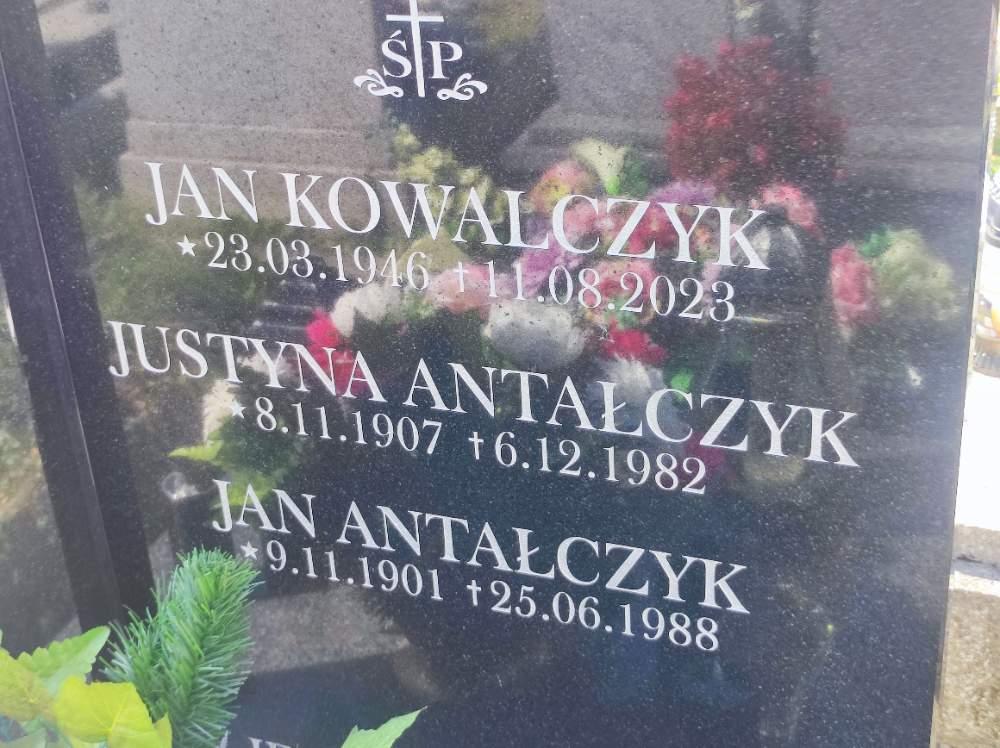 Ś P
JAN KOWALCZYK
★23.03.1946 †11.08.2023
JUSTYNA ANTAŁCZYK
★8.11.1907 †6.12.1982
JAN ANTAŁCZYK
★9.11.1901 †25.06.1988